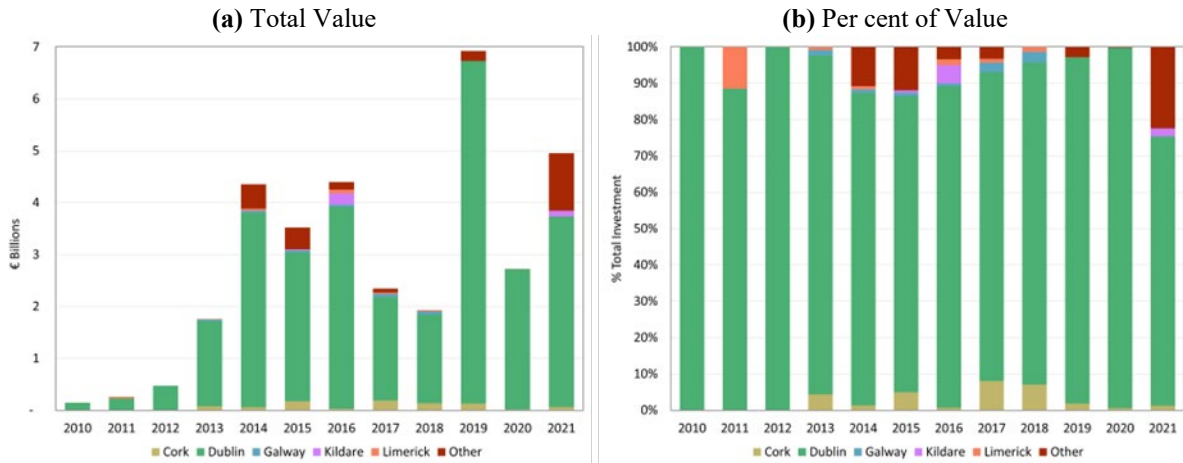 (a) Total Value
7
6
5
4
3
2
1
-
€ Billions
2010 2011 2012 2013 2014 2015 2016 2017 2018 2019 2020 2021
Cork Dublin Galway Kildare Limerick Other
(b) Per cent of Value
100%
90%
80%
70%
60%
50%
40%
30%
20%
10%
0%
% Total Investment
2010 2011 2012 2013 2014 2015 2016 2017 2018 2019 2020 2021
Cork Dublin Galway Kildare Limerick Other